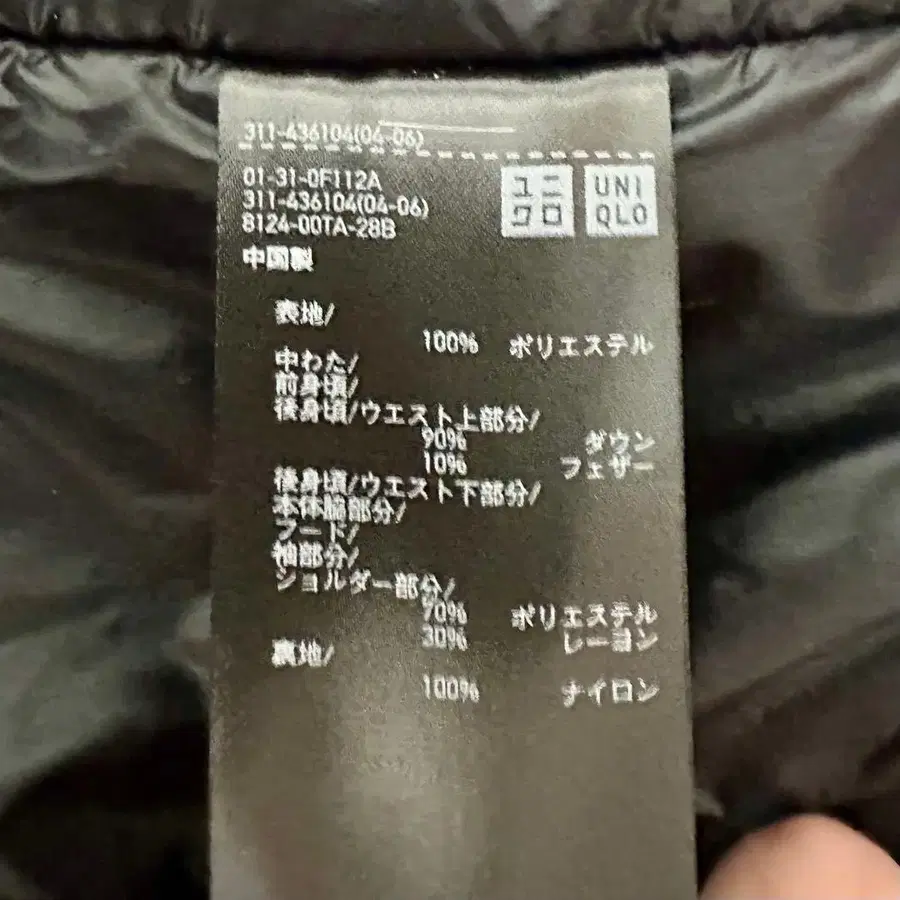 311-436104(04-06)
01-31-0F112A
311-436104(04-06)
8124-00TA-28B
中国製
ユニ
クロ
UNI
QLO
表地/
100% ポリエステル
中わた/
前身頃/
後身頃/ウエスト上部分/
90% ダウン
10% フェザー
後身頃/ウエスト下部分/
本体脇部分/
フード/
袖部分/
ショルダー部分/
70% ポリエステル
30% レーヨン
裏地/
100% ナイロン